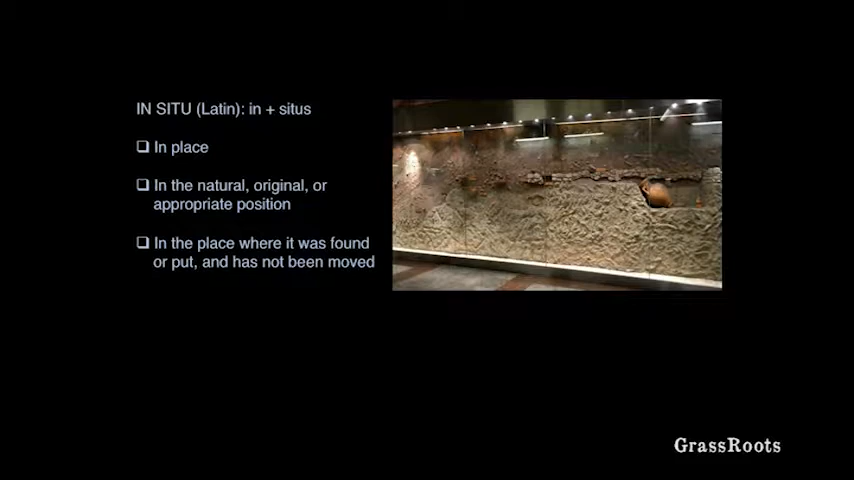 IN SITU (Latin): in + situs
❑ In place
❑ In the natural, original, or
appropriate position
❑ In the place where it was found
or put, and has not been moved
GrassRoots